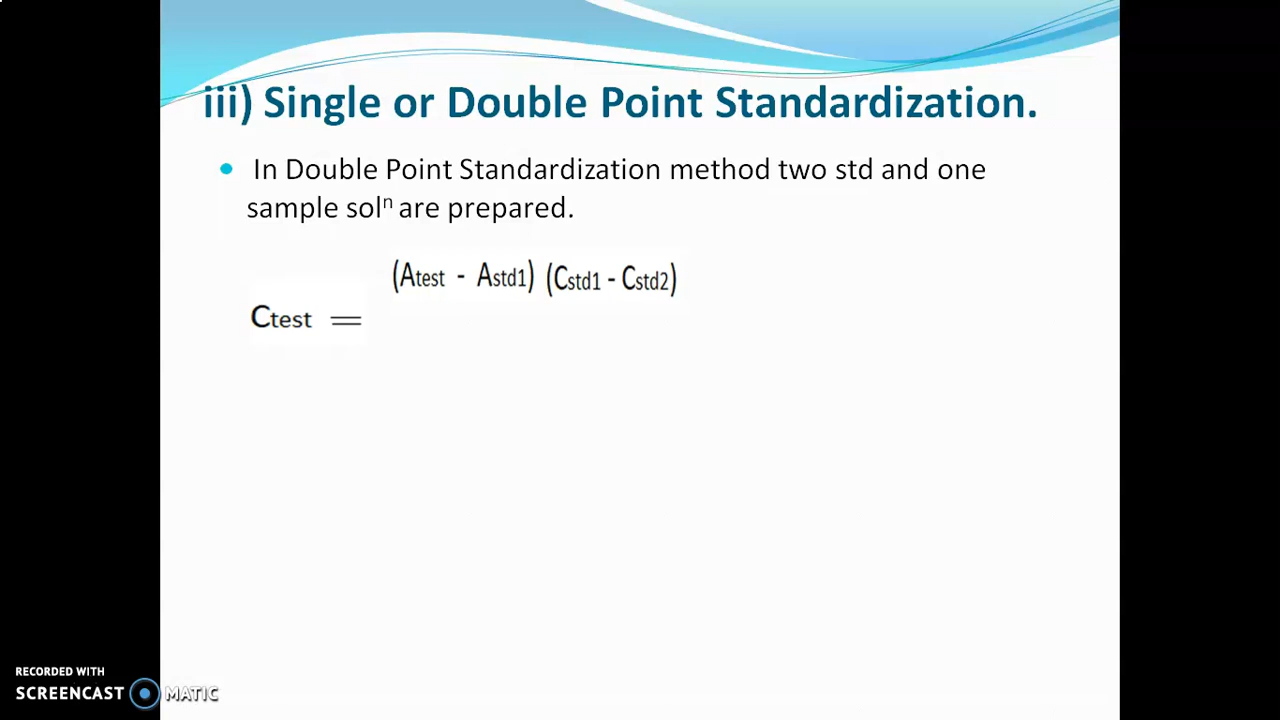 iii) Single or Double Point Standardization.
In Double Point Standardization method two std and one
sample solⁿ are prepared.
(Atest - Astd1) (Cstd1 - Cstd2)
Ctest =
RECORDED WITH
SCREENCAST MATIC